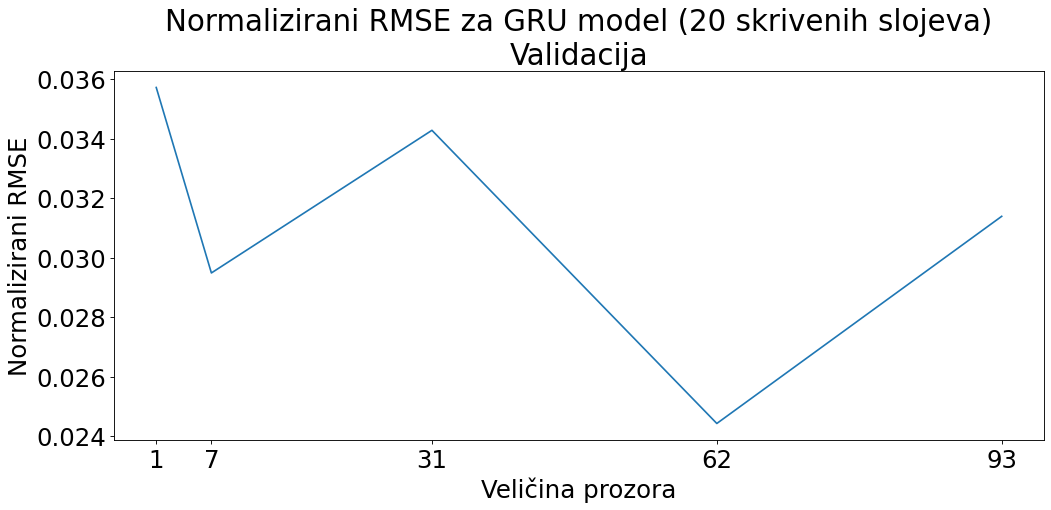 Normalizirani RMSE za GRU model (20 skrivenih slojeva)
Validacija
0.036
0.034
0.032
0.030
0.028
0.026
0.024
Normalizirani RMSE
1 7 31 62 93
Veličina prozora